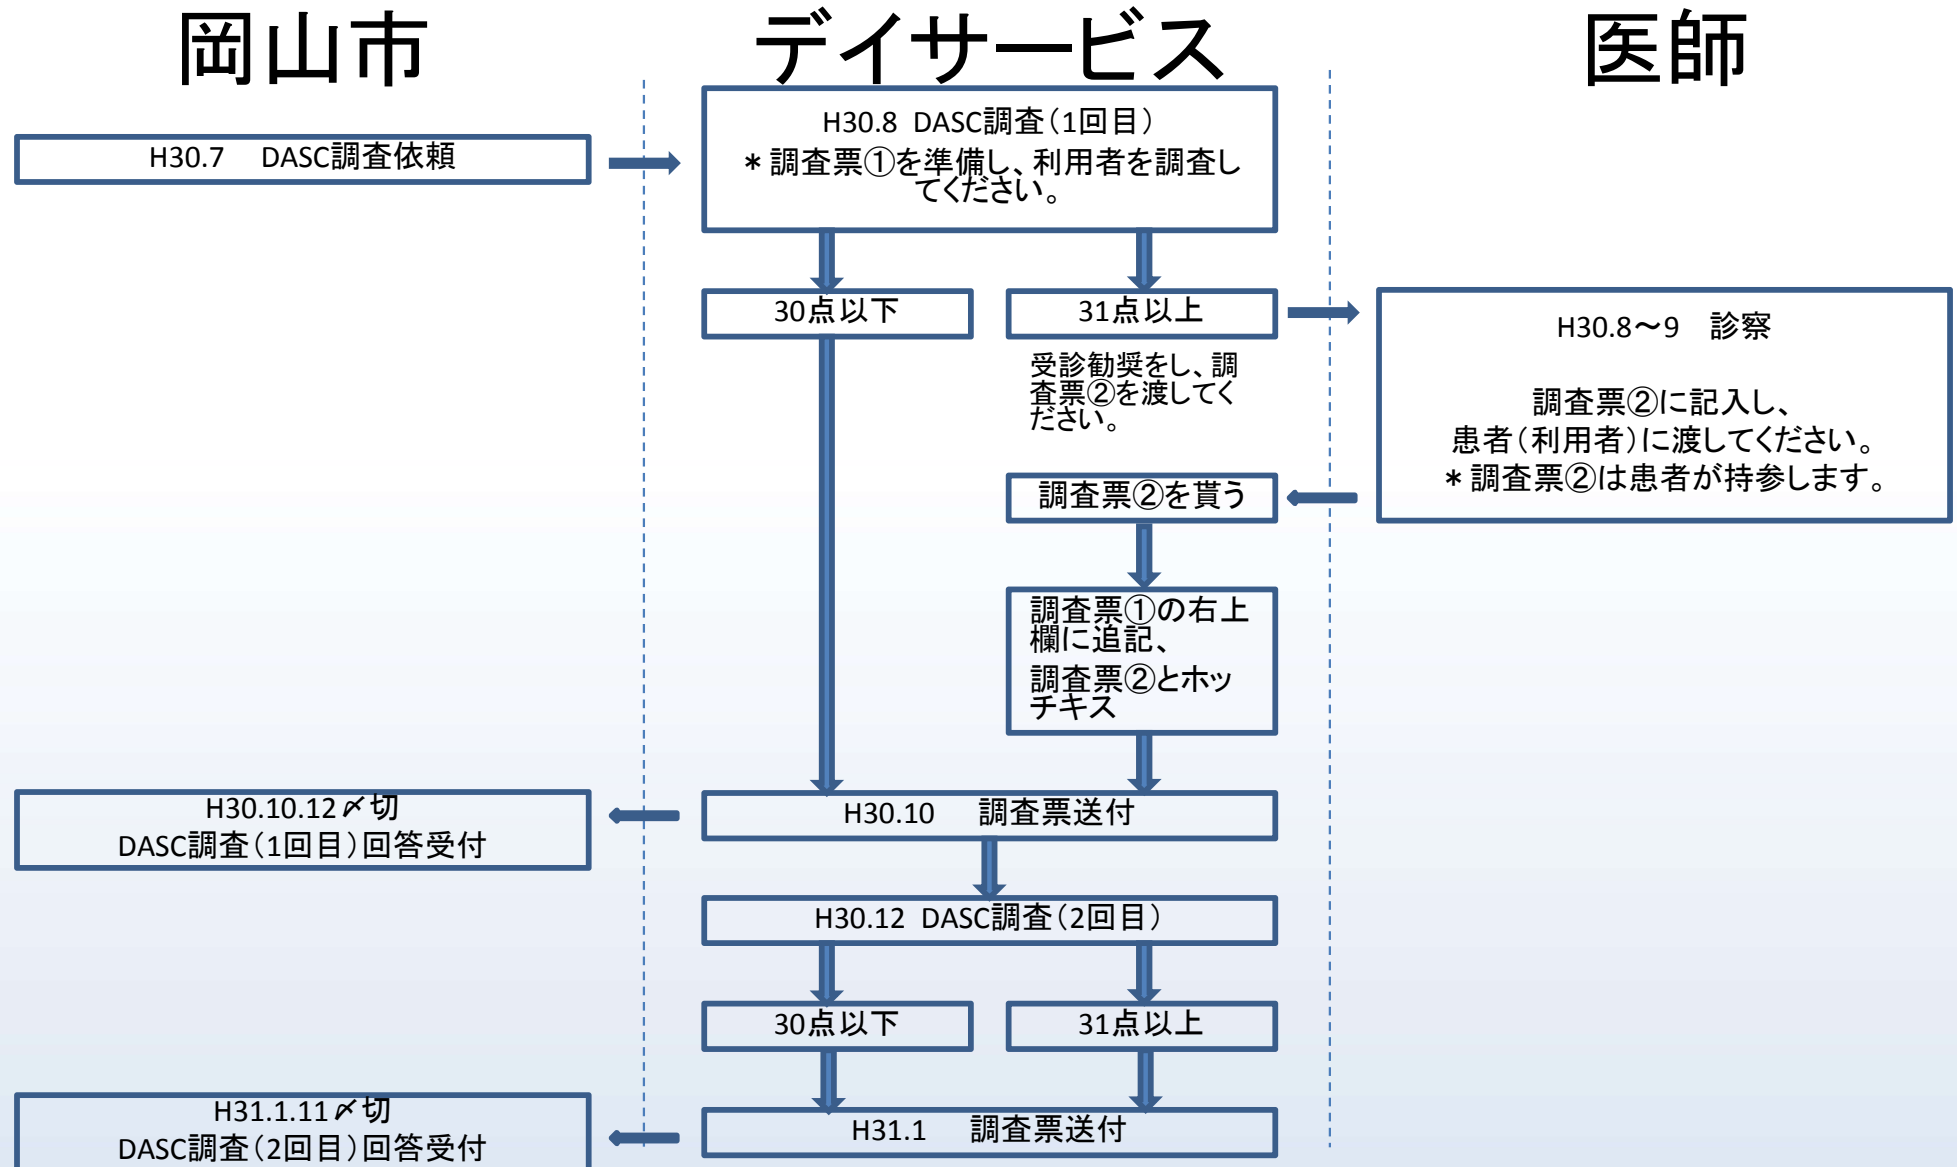 岡山市
デイサービス
医師
H30.7 DASC調査依頼
H30.8 DASC調査(1回目)
*調査票①を準備し、利用者を調査し
てください。
30点以下
31点以上
受診勧奨をし、調
査票②を渡してく
ださい。
H30.8~9 診察
調査票②に記入し、
患者(利用者)に渡してください。
*調査票②は患者が持参します。
調査票②を貰う
調査票①の右上
欄に追記、
調査票②とホッ
チキス
H30.10 調査票送付
H30.10.12〆切
DASC調査(1回目)回答受付
H30.12 DASC調査(2回目)
30点以下
31点以上
H31.1 調査票送付
H31.1.11〆切
DASC調査(2回目)回答受付